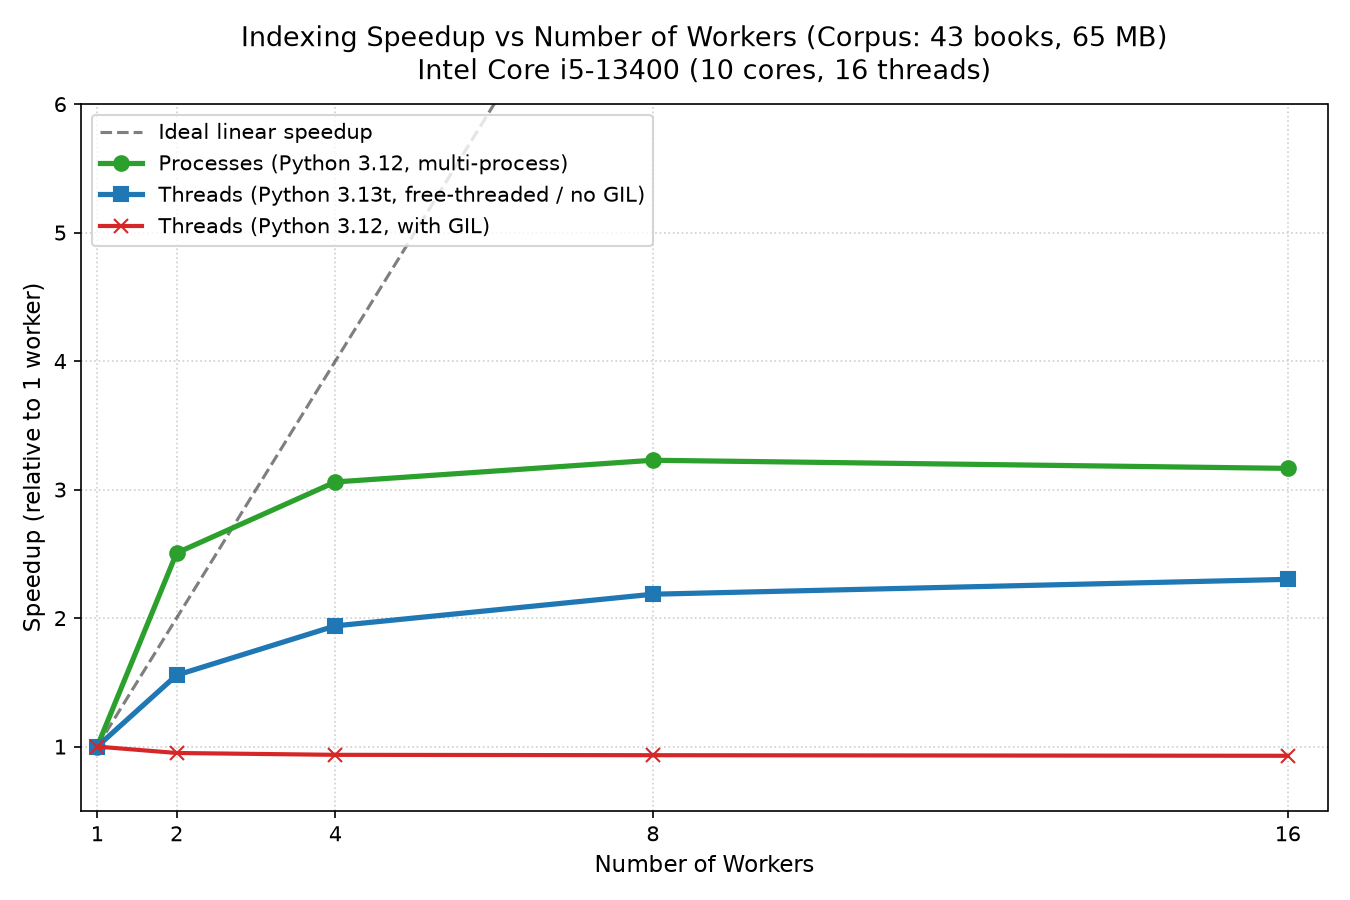 Indexing Speedup vs Number of Workers (Corpus: 43 books, 65 MB)
Intel Core i5-13400 (10 cores, 16 threads)
Ideal linear speedup
Processes (Python 3.12, multi-process)
Threads (Python 3.13t, free-threaded / no GIL)
Threads (Python 3.12, with GIL)
Speedup (relative to 1 worker)
6
5
4
3
2
1
1 2 4 8 16
Number of Workers